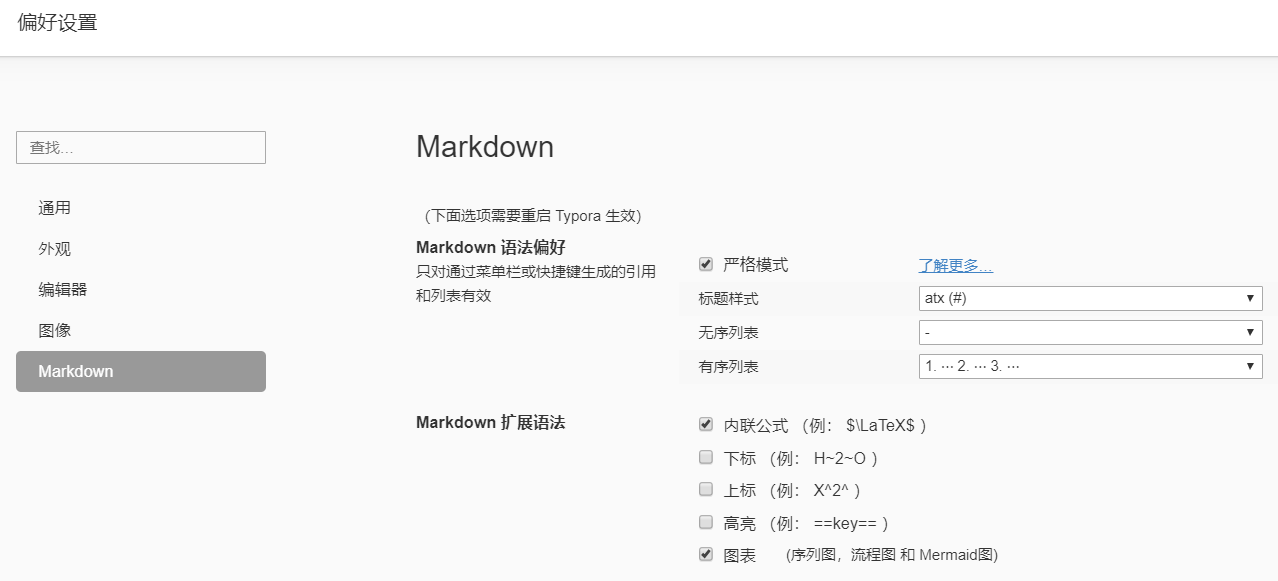 偏好设置
查找...
通用
外观
编辑器
图像
Markdown
Markdown
（下面选项需要重启 Typora 生效）
Markdown 语法偏好
只对通过菜单栏或快捷键生成的引用
和列表有效
严格模式 了解更多...
标题样式 atx (#)
无序列表 -
有序列表 1. ··· 2. ··· 3. ···
Markdown 扩展语法
内联公式 （例： $\LaTeX$ ）
下标 （例： H~2~O ）
上标 （例： X^2^ ）
高亮 （例： ==key== ）
图表 (序列图，流程图 和 Mermaid图)